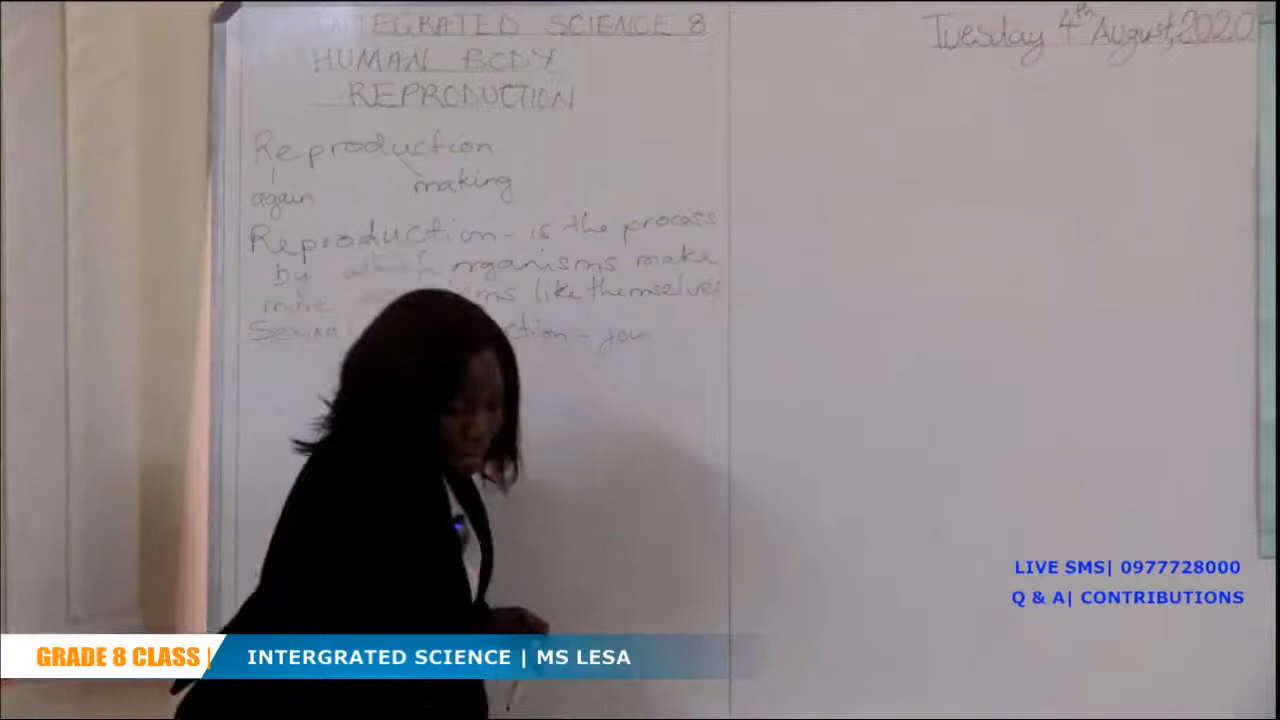 INTEGRATED SCIENCE 8
Tuesday 4th August, 2020
HUMAN BODY
REPRODUCTION
Reproduction
again
making
Reproduction - is the process
by organisms make
more like themselves
LIVE SMS| 0977728000
Q & A| CONTRIBUTIONS
GRADE 8 CLASS |
INTERGRATED SCIENCE | MS LESA